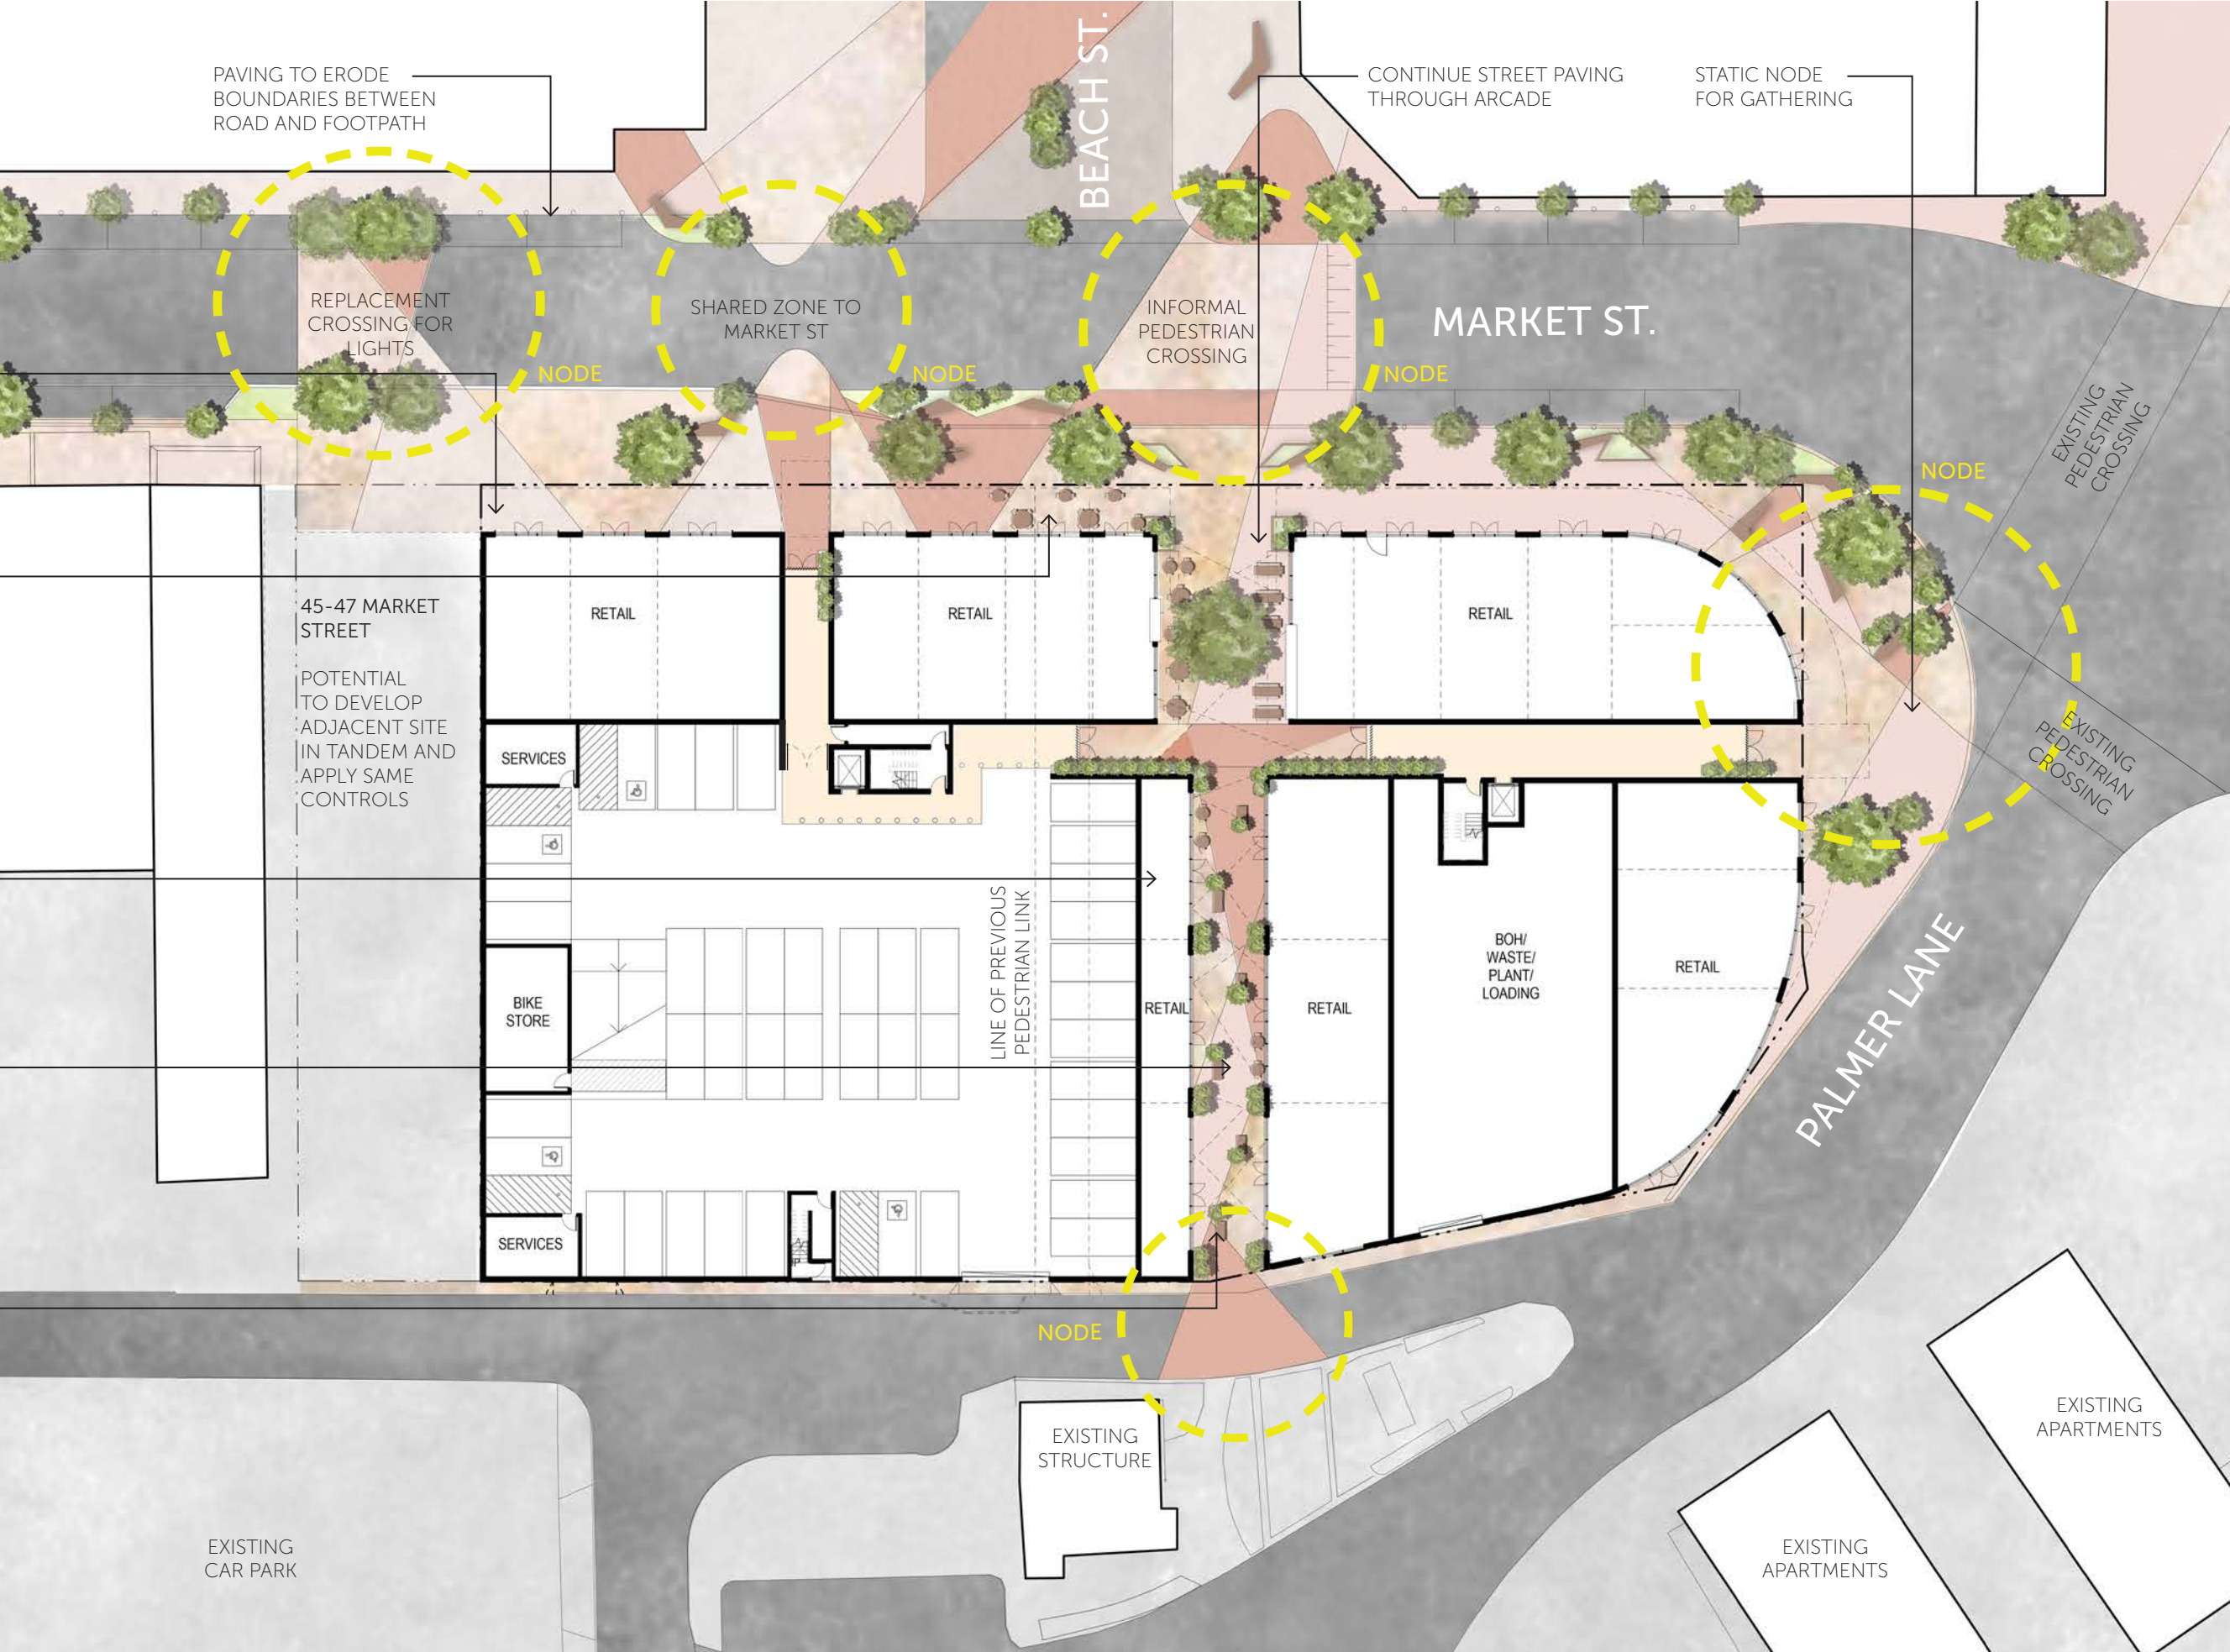 BEACH ST.
PAVING TO ERODE
BOUNDARIES BETWEEN
ROAD AND FOOTPATH
CONTINUE STREET PAVING
THROUGH ARCADE
STATIC NODE
FOR GATHERING
REPLACEMENT
CROSSING FOR
LIGHTS
NODE
SHARED ZONE TO
MARKET ST
NODE
INFORMAL
PEDESTRIAN
CROSSING
NODE
MARKET ST.
EXISTING
PEDESTRIAN
CROSSING
NODE
EXISTING
PEDESTRIAN
CROSSING
45-47 MARKET
STREET
POTENTIAL
TO DEVELOP
ADJACENT SITE
IN TANDEM AND
APPLY SAME
CONTROLS
RETAIL
RETAIL
RETAIL
SERVICES
BIKE
STORE
LINE OF PREVIOUS
PEDESTRIAN LINK
RETAIL
RETAIL
BOH/
WASTE/
PLANT/
LOADING
RETAIL
PALMER LANE
SERVICES
NODE
EXISTING
STRUCTURE
EXISTING
CAR PARK
EXISTING
APARTMENTS
EXISTING
APARTMENTS